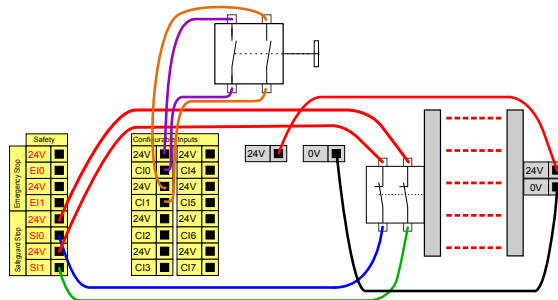 Safety
Emergency Stop
24V
EI0
24V
EI1
Safeguard Stop
24V
SI0
24V
SI1
Configurable Inputs
24V 24V
CI0 CI4
24V 24V
CI1 CI5
24V 24V
CI2 CI6
24V 24V
CI3 CI7
24V
0V
24V
0V